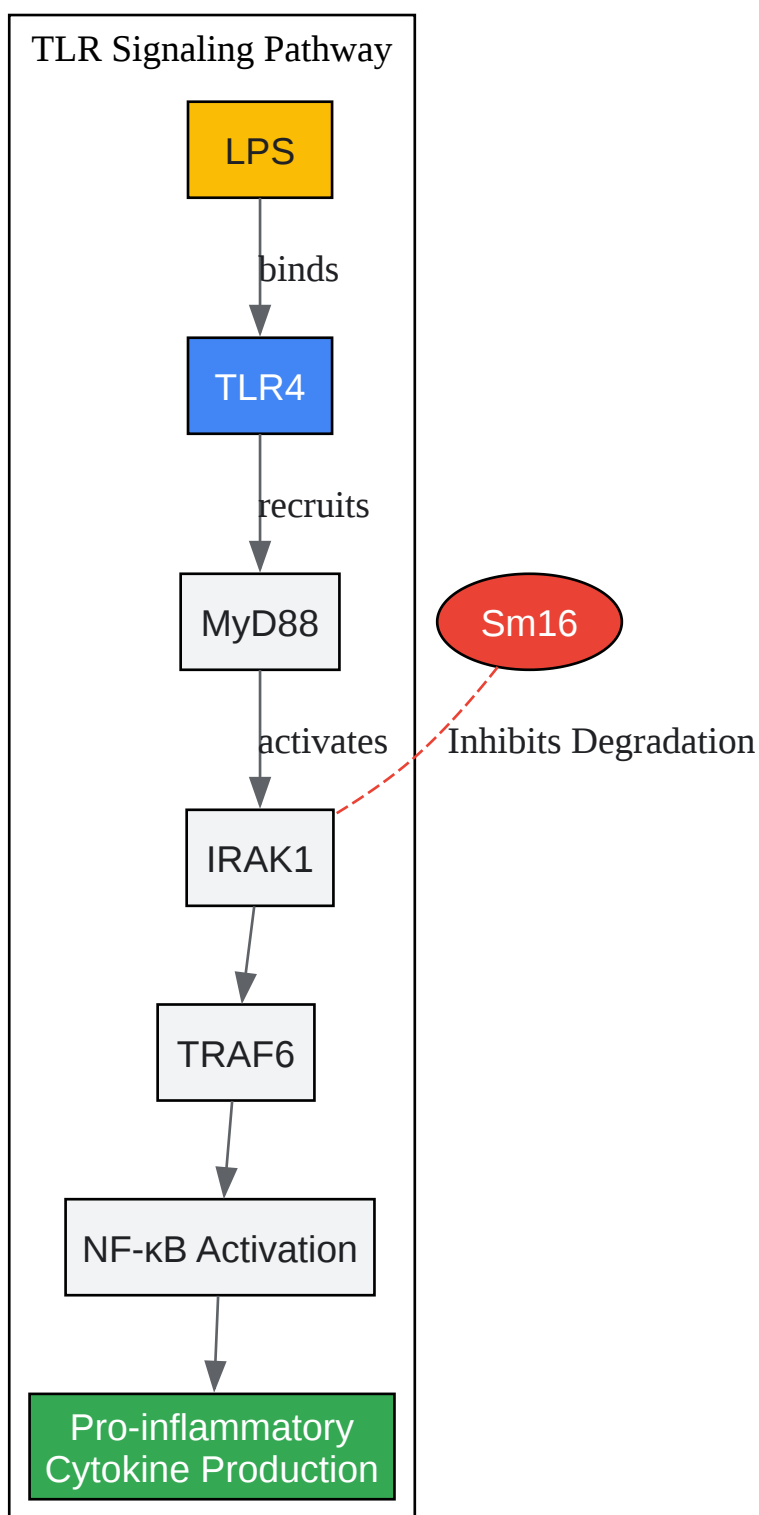 TLR Signaling Pathway
LPS
binds
TLR4
recruits
MyD88
Sm16
activates
Inhibits Degradation
IRAK1
TRAF6
NF-κB Activation
Pro-inflammatory
Cytokine Production